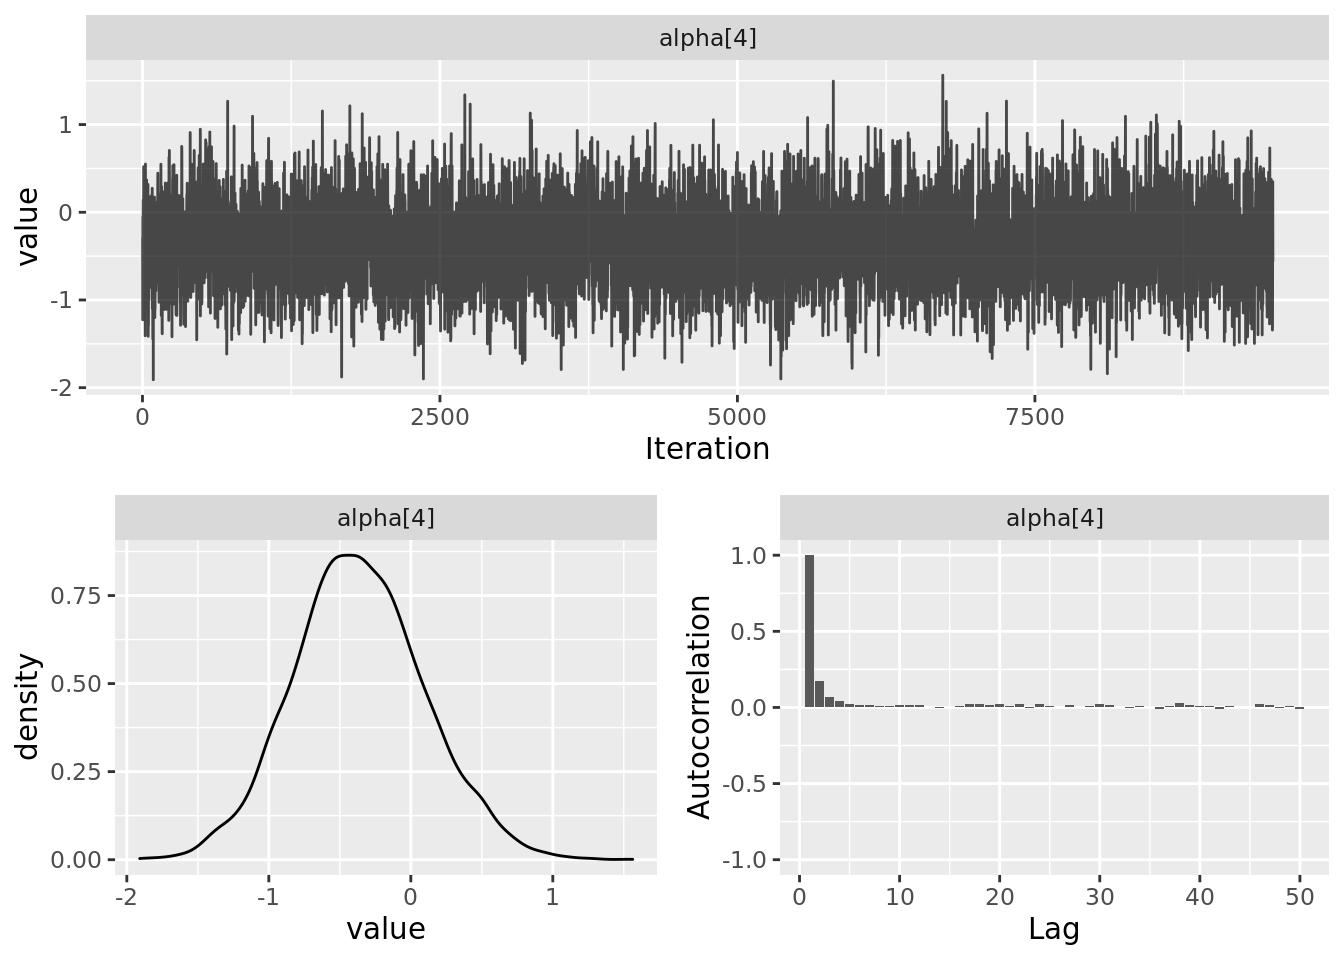 alpha[4]
1
0
-1
-2
value
0 2500 5000 7500
Iteration
alpha[4]
0.75
0.50
0.25
0.00
density
-2 -1 0 1
value
alpha[4]
1.0
0.5
0.0
-0.5
-1.0
Autocorrelation
0 10 20 30 40 50
Lag